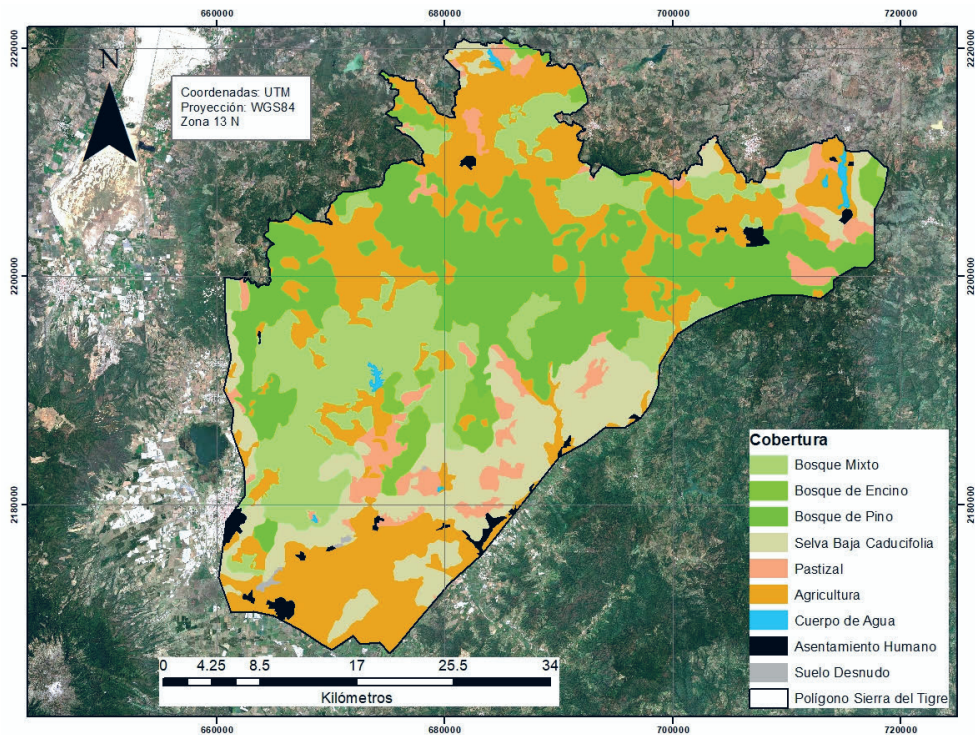 660000 680000 700000 720000
2220000 2220000
N
Coordenadas: UTM
Proyección: WGS84
Zona 13 N
2200000 2200000
2180000 2180000
Cobertura
Bosque Mixto
Bosque de Encino
Bosque de Pino
Selva Baja Caducifolia
Pastizal
Agricultura
Cuerpo de Agua
Asentamiento Humano
Suelo Desnudo
Polígono Sierra del Tigre
0 4.25 8.5 17 25.5 34
Kilómetros
660000 680000 700000 720000